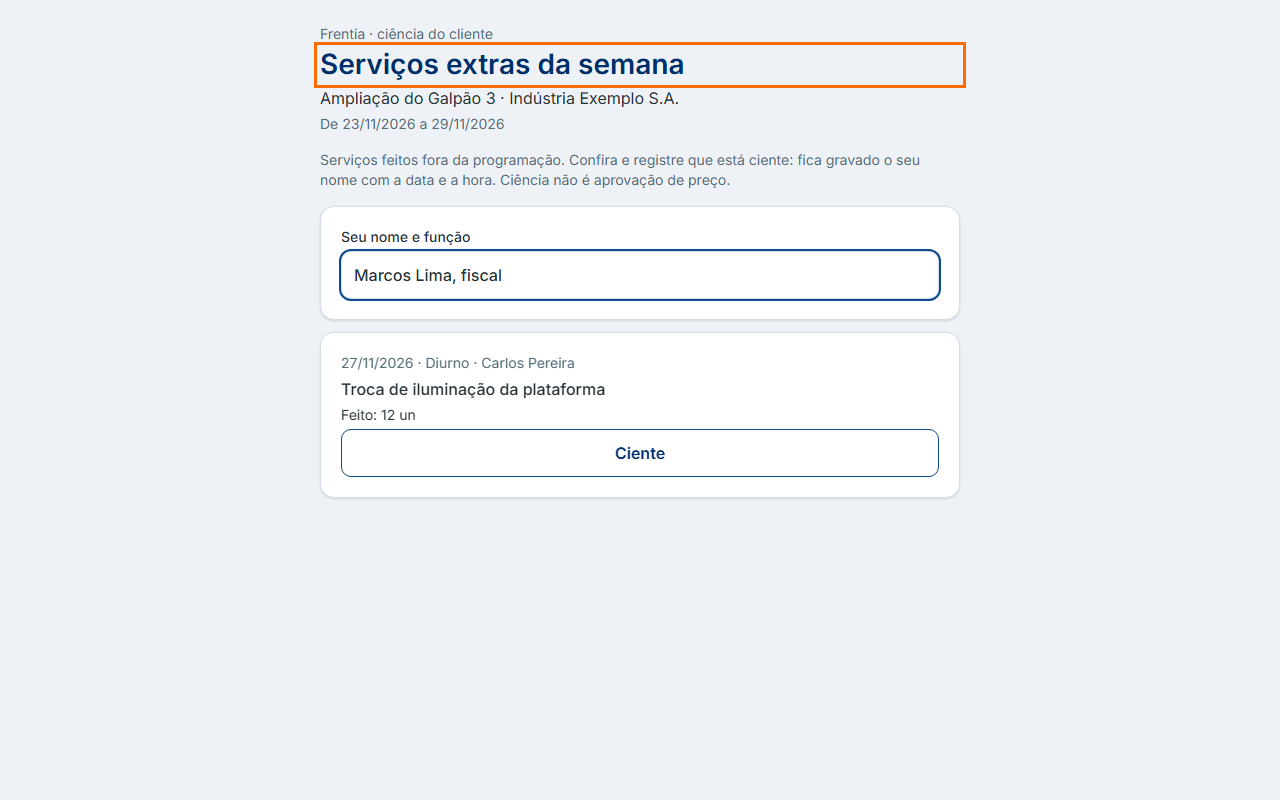 Frentia · ciência do cliente
Serviços extras da semana
Ampliação do Galpão 3 · Indústria Exemplo S.A.
De 23/11/2026 a 29/11/2026
Serviços feitos fora da programação. Confira e registre que está ciente: fica gravado o seu
nome com a data e a hora. Ciência não é aprovação de preço.
Seu nome e função
Marcos Lima, fiscal
27/11/2026 · Diurno · Carlos Pereira
Troca de iluminação da plataforma
Feito: 12 un
Ciente